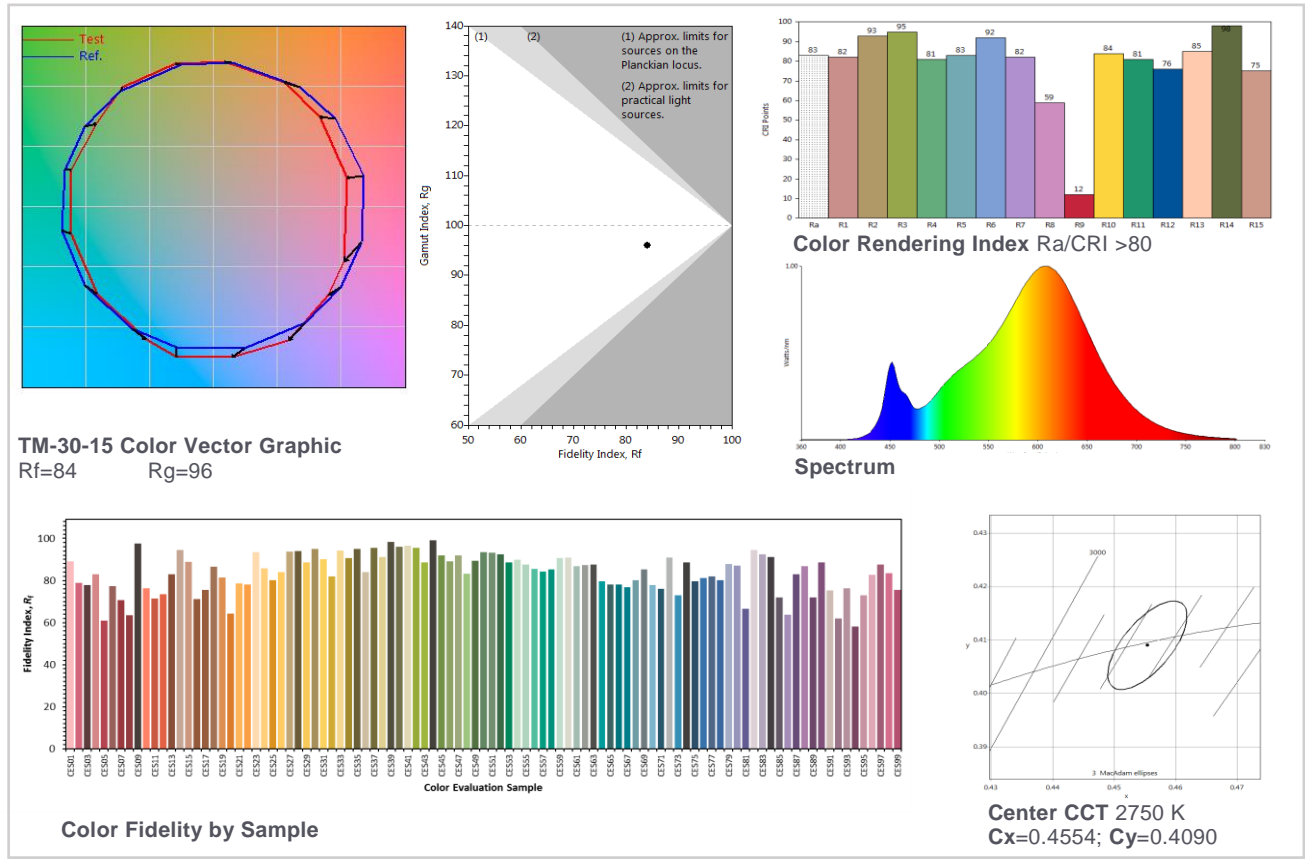 Test
Ref.
TM-30-15 Color Vector Graphic
Rf=84 Rg=96
140
130
120
110
100
90
80
70
60
Gamut Index, Rg
(1) (2)
(1) Approx. limits for
sources on the
Planckian locus.
(2) Approx. limits for
practical light
sources.
50 60 70 80 90 100
Fidelity Index, Rf
100
90
80
70
60
50
40
30
20
10
0
CRI Points
83 82 93 95 81 83 92 82 59 12 84 81 76 85 98 75
Ra R1 R2 R3 R4 R5 R6 R7 R8 R9 R10 R11 R12 R13 R14 R15
Color Rendering Index Ra/CRI >80
1.00
Watts/nm
360 400 450 500 550 600 650 700 750 800 830
Spectrum
100
80
60
40
20
0
Fidelity Index, Rf
CES01 CES03 CES05 CES07 CES09 CES11 CES13 CES15 CES17 CES19 CES21 CES23 CES25 CES27 CES29 CES31 CES33 CES35 CES37 CES39 CES41 CES43 CES45 CES47 CES49 CES51 CES53 CES55 CES57 CES59 CES61 CES63 CES65 CES67 CES69 CES71 CES73 CES75 CES77 CES79 CES81 CES83 CES85 CES87 CES89 CES91 CES93 CES95 CES97 CES99
Color Evaluation Sample
Color Fidelity by Sample
0.43
0.42
0.41
0.40
0.39
y
3000
3 MacAdam ellipses
0.43 0.44 0.45 0.46 0.47
x
Center CCT 2750 K
Cx=0.4554; Cy=0.4090